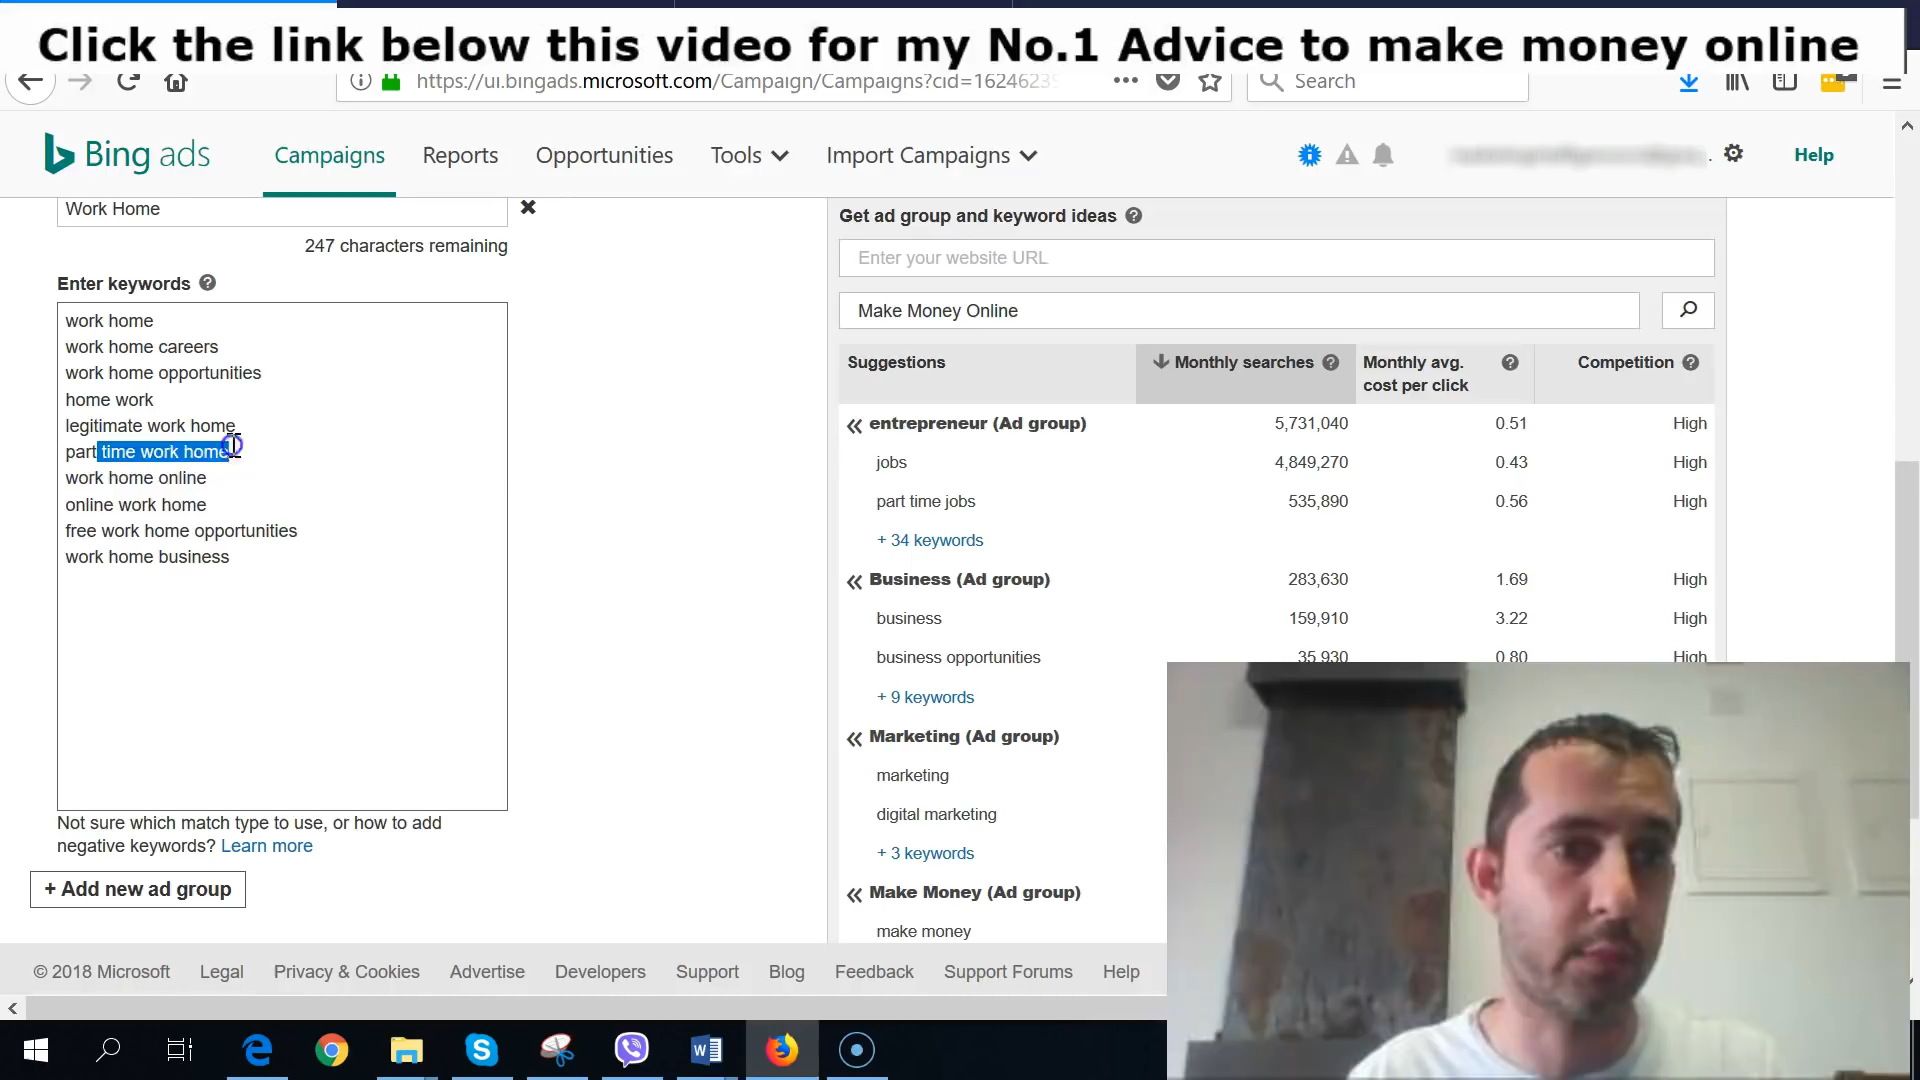 Click the link below this video for my No.1 Advice to make money online
https://ui.bingads.microsoft.com/Campaign/Campaigns?cid=1624623
Search
Bing ads
Campaigns
Reports
Opportunities
Tools
Import Campaigns
Help
Work Home
247 characters remaining
Enter keywords
work home
work home careers
work home opportunities
home work
legitimate work home
part time work home
work home online
online work home
free work home opportunities
work home business
Not sure which match type to use, or how to add
negative keywords? Learn more
+ Add new ad group
Get ad group and keyword ideas
Enter your website URL
Make Money Online
Suggestions Monthly searches Monthly avg. cost per click Competition
entrepreneur (Ad group) 5,731,040 0.51 High
jobs 4,849,270 0.43 High
part time jobs 535,890 0.56 High
+ 34 keywords
Business (Ad group) 283,630 1.69 High
business 159,910 3.22 High
business opportunities 35,930 0.80 High
+ 9 keywords
Marketing (Ad group)
marketing
digital marketing
+ 3 keywords
Make Money (Ad group)
make money
© 2018 Microsoft Legal Privacy & Cookies Advertise Developers Support Blog Feedback Support Forums Help